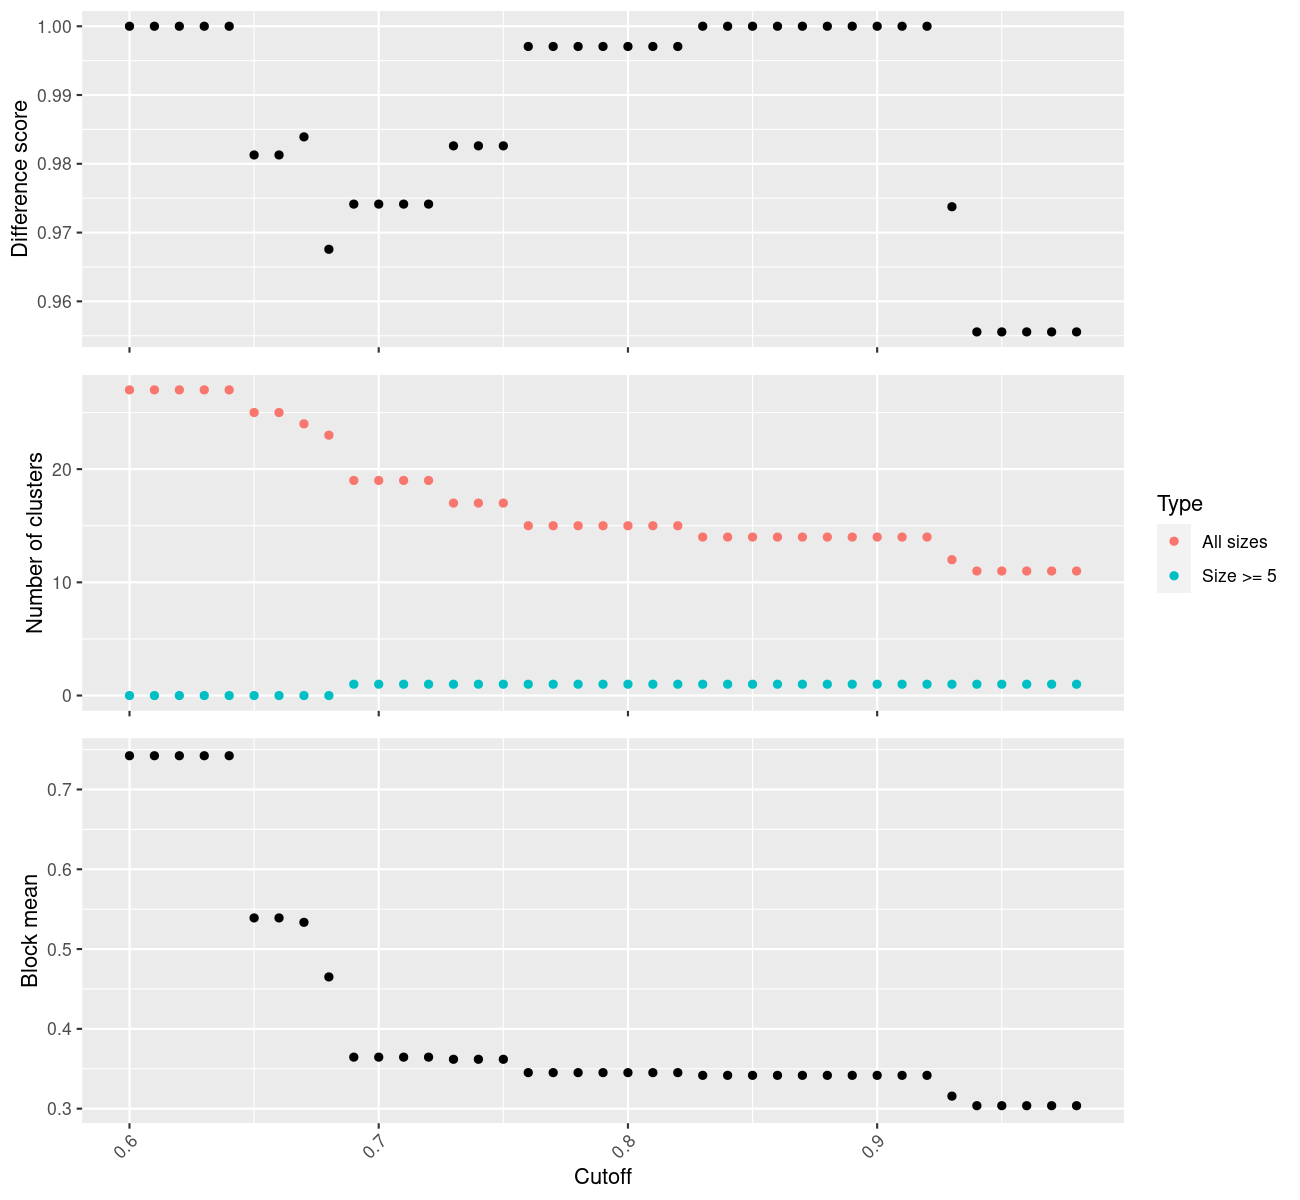 Difference score
1.00
0.99
0.98
0.97
0.96
Number of clusters
20
10
0
Type
All sizes
Size >= 5
Block mean
0.7
0.6
0.5
0.4
0.3
0.6 0.7 0.8 0.9
Cutoff